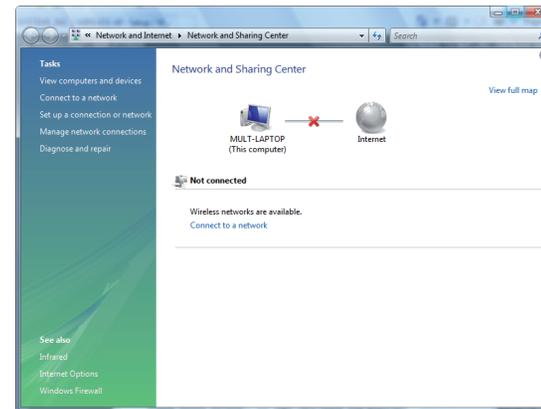 « Network and Internet ▸ Network and Sharing Center
Search
Tasks
View computers and devices
Connect to a network
Set up a connection or network
Manage network connections
Diagnose and repair
See also
Infrared
Internet Options
Windows Firewall
Network and Sharing Center
View full map
MULT-LAPTOP
(This computer)
Internet
Not connected
Wireless networks are available.
Connect to a network